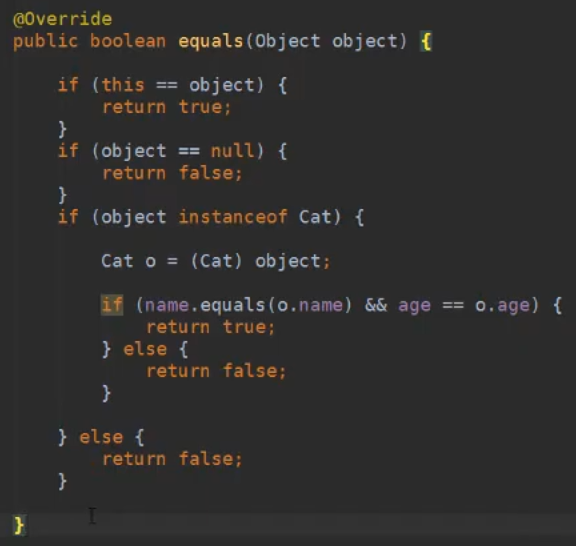 @Override
public boolean equals(Object object) {
if (this == object) {
return true;
}
if (object == null) {
return false;
}
if (object instanceof Cat) {
Cat o = (Cat) object;
if (name.equals(o.name) && age == o.age) {
return true;
} else {
return false;
}
} else {
return false;
}
}